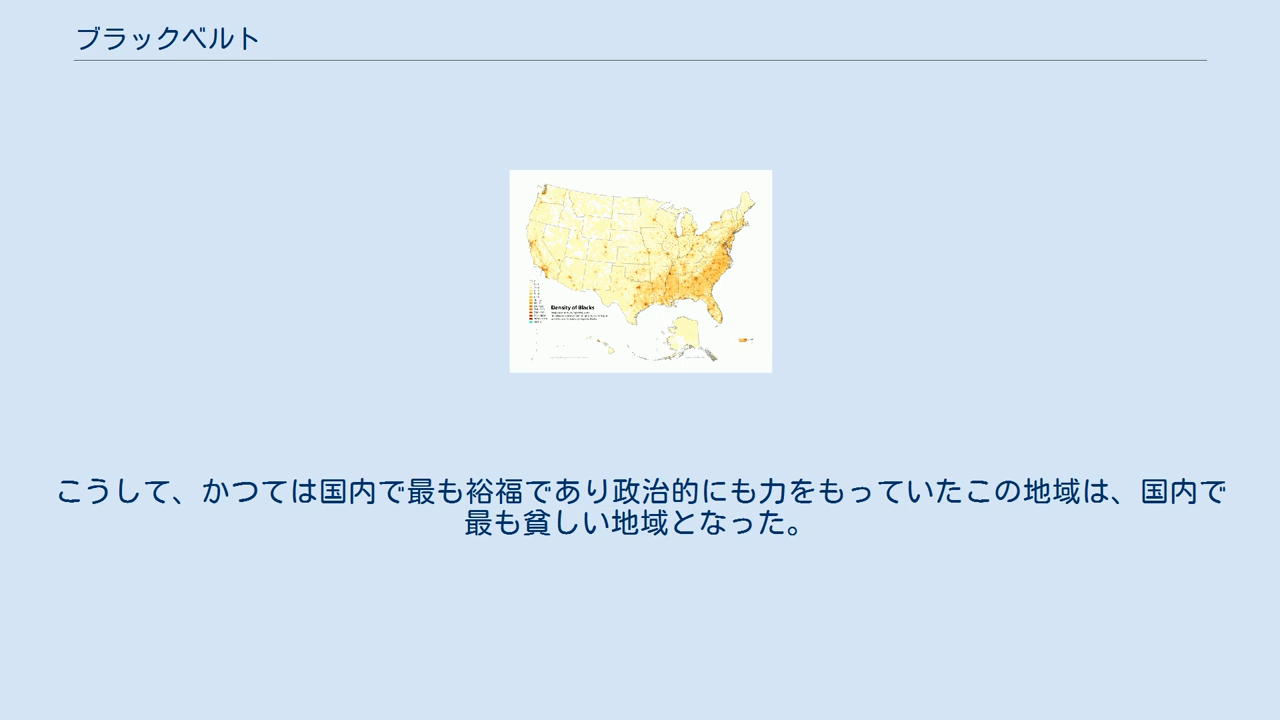 ブラックベルト
Density of Blacks
こうして、かつては国内で最も裕福であり政治的にも力をもっていたこの地域は、国内で
最も貧しい地域となった。